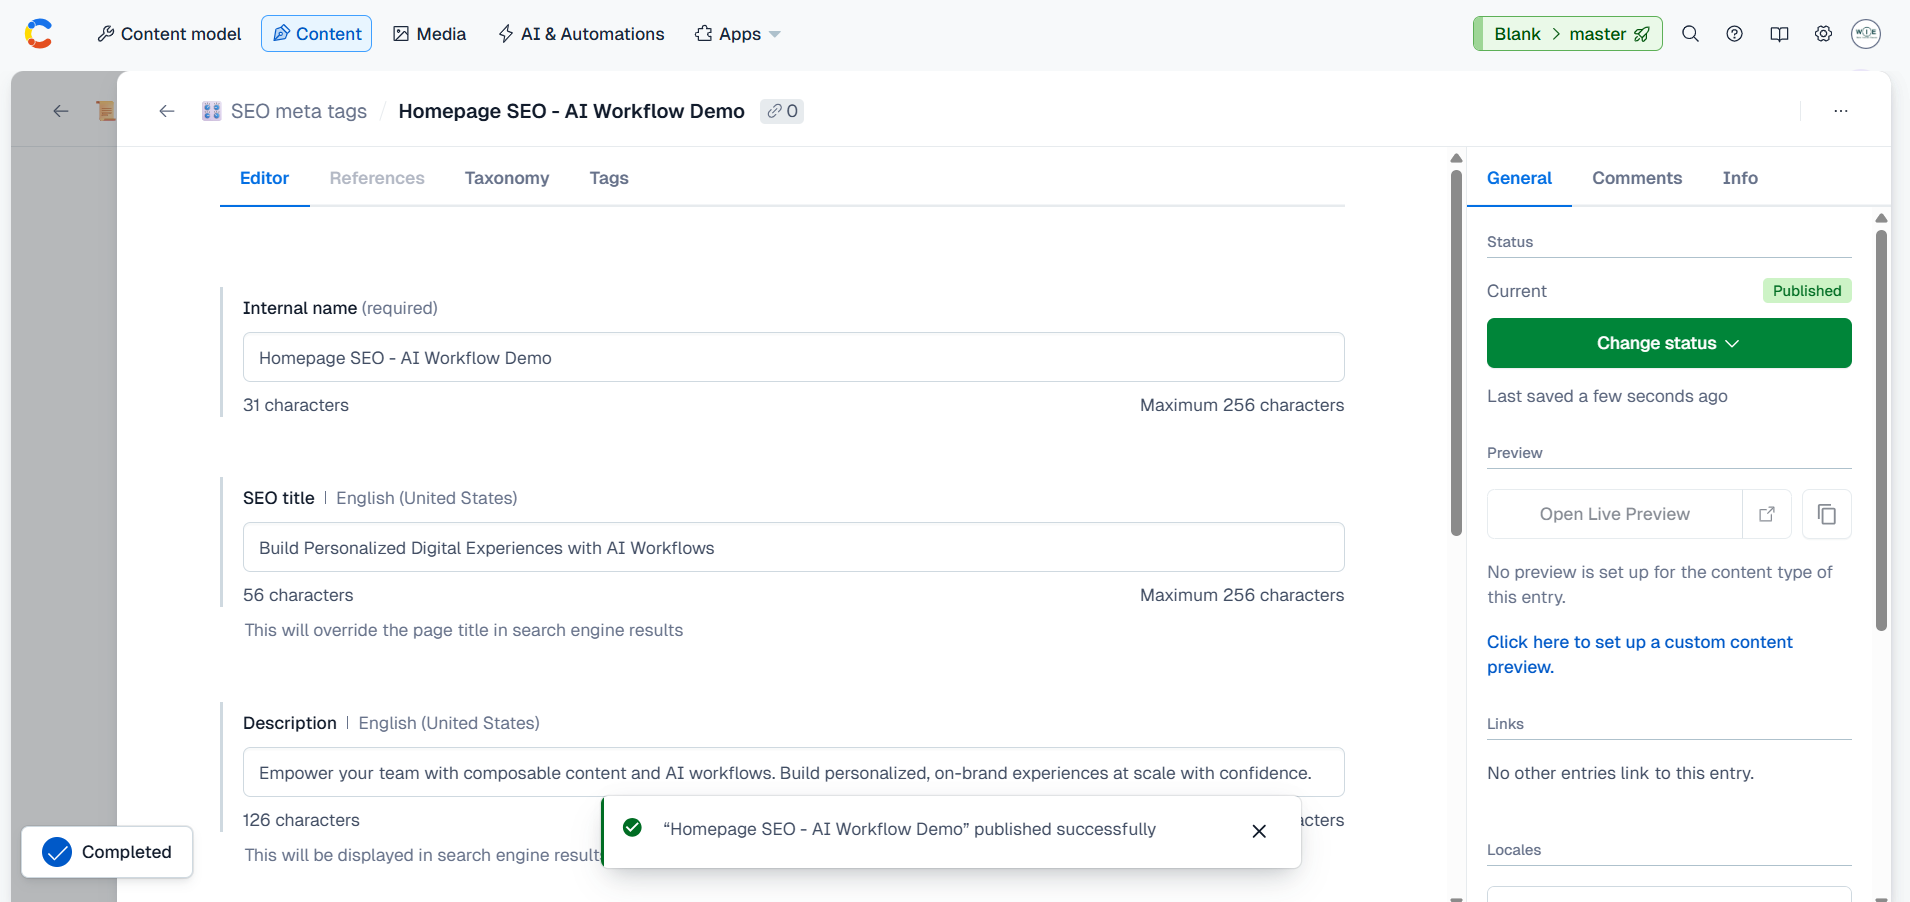 Content model
Content
Media
AI & Automations
Apps
Blank > master
WIE
SEO meta tags / Homepage SEO - AI Workflow Demo 0
Editor
References
Taxonomy
Tags
General
Comments
Info
Internal name (required)
Homepage SEO - AI Workflow Demo
31 characters
Maximum 256 characters
SEO title | English (United States)
Build Personalized Digital Experiences with AI Workflows
56 characters
Maximum 256 characters
This will override the page title in search engine results
Description | English (United States)
Empower your team with composable content and AI workflows. Build personalized, on-brand experiences at scale with confidence.
126 characters
acters
This will be displayed in search engine result
“Homepage SEO - AI Workflow Demo” published successfully
Completed
Status
Current
Published
Change status
Last saved a few seconds ago
Preview
Open Live Preview
No preview is set up for the content type of
this entry.
Click here to set up a custom content
preview.
Links
No other entries link to this entry.
Locales